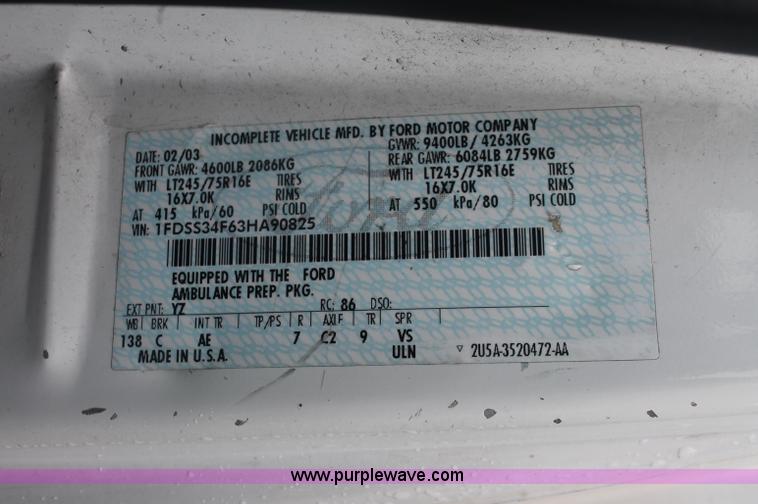 INCOMPLETE VEHICLE MFD. BY FORD MOTOR COMPANY
DATE: 02/03 GVWR: 9400LB/ 4263KG
FRONT GAWR: 4600LB 2086KG REAR GAWR: 6084LB 2759KG
WITH LT245/75R16E TIRES WITH LT245/75R16E TIRES
16X7.0K RIMS 16X7.0K RIMS
AT 415 kPa/60 PSI COLD AT 550 kPa/80 PSI COLD
VIN: 1FDSS34F63HA90825
Ford
EQUIPPED WITH THE FORD
AMBULANCE PREP. PKG.
EXT PNT: YZ RC: 86 DSO:
WB BRK INT TR TP/PS R AXLE TR SPR
138 C AE 7 C2 9 VS
MADE IN U.S.A. ULN ▽ 2U5A-3520472-AA
www.purplewave.com